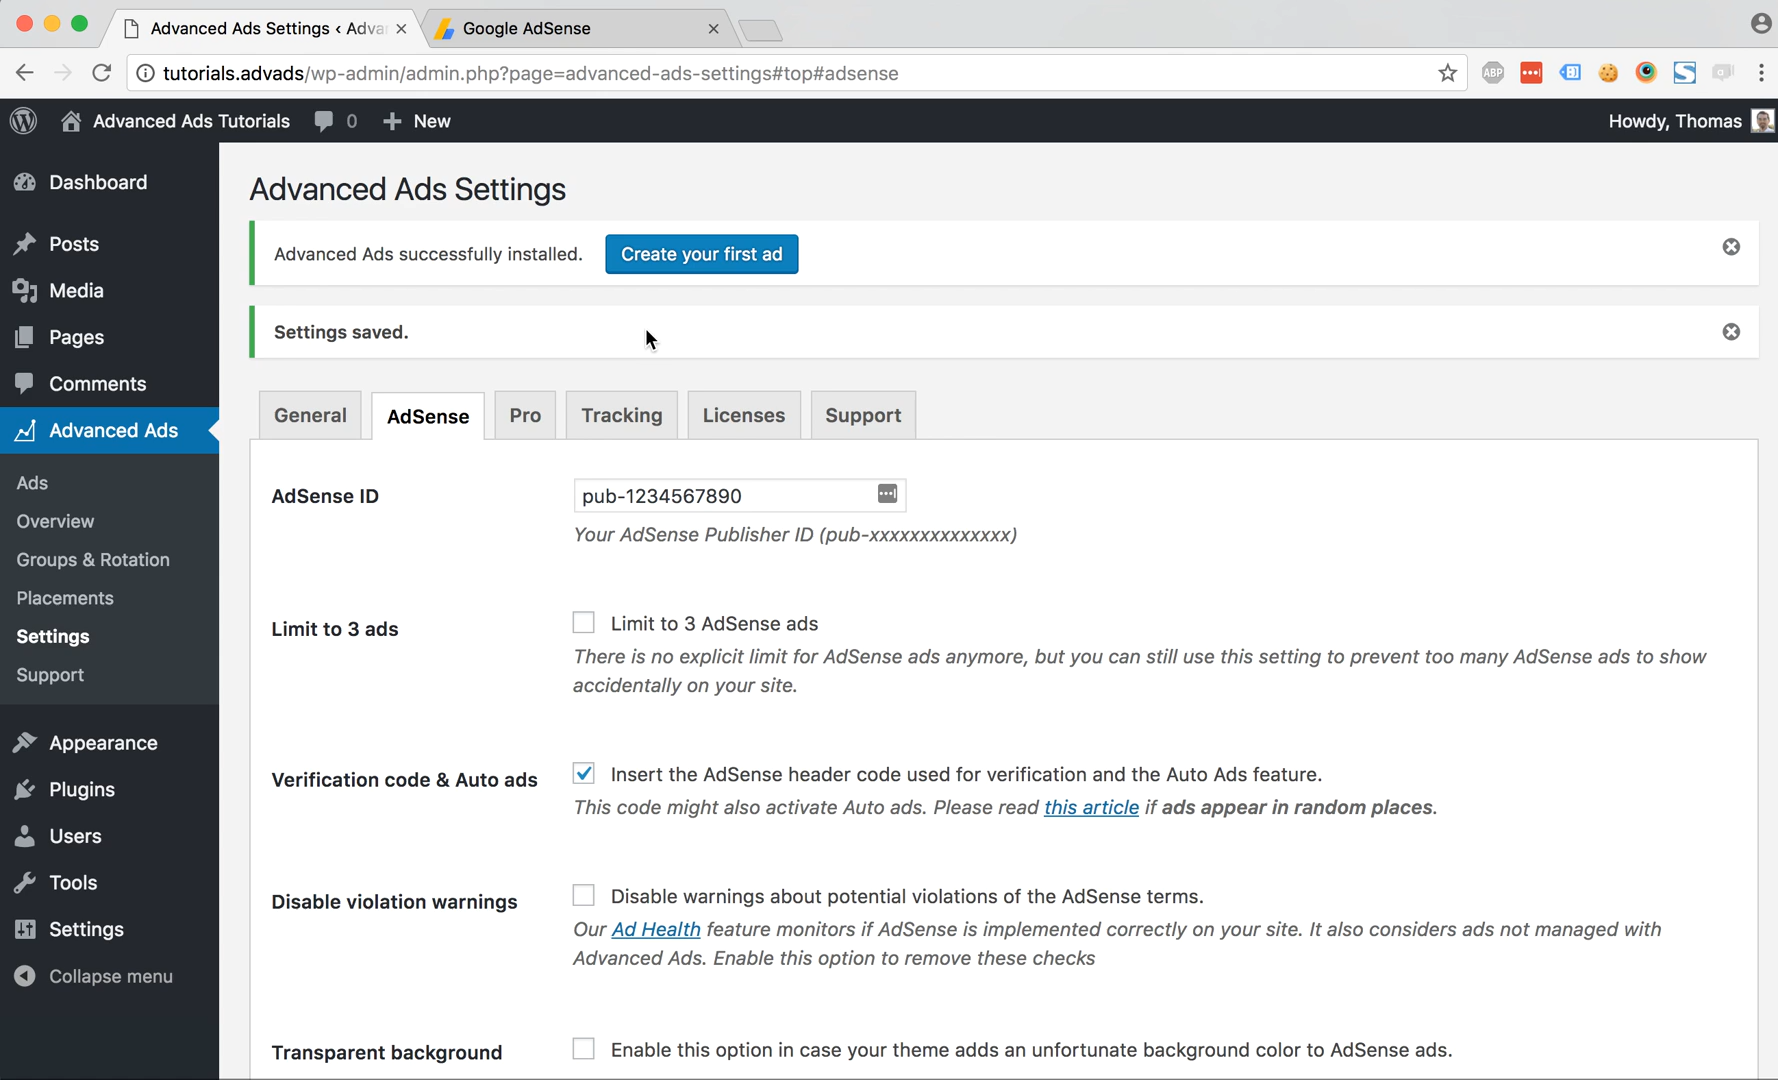 Advanced Ads Settings ‹ Adva
Google AdSense
tutorials.advads/wp-admin/admin.php?page=advanced-ads-settings#top#adsense
ABP
Advanced Ads Tutorials
0
New
Howdy, Thomas
Dashboard
Posts
Media
Pages
Comments
Advanced Ads
Ads
Overview
Groups & Rotation
Placements
Settings
Support
Appearance
Plugins
Users
Tools
Settings
Collapse menu
Advanced Ads Settings
Advanced Ads successfully installed.
Create your first ad
Settings saved.
General
AdSense
Pro
Tracking
Licenses
Support
AdSense ID
pub-1234567890
Your AdSense Publisher ID (pub-xxxxxxxxxxxxxx)
Limit to 3 ads
Limit to 3 AdSense ads
There is no explicit limit for AdSense ads anymore, but you can still use this setting to prevent too many AdSense ads to show
accidentally on your site.
Verification code & Auto ads
Insert the AdSense header code used for verification and the Auto Ads feature.
This code might also activate Auto ads. Please read this article if ads appear in random places.
Disable violation warnings
Disable warnings about potential violations of the AdSense terms.
Our Ad Health feature monitors if AdSense is implemented correctly on your site. It also considers ads not managed with
Advanced Ads. Enable this option to remove these checks
Transparent background
Enable this option in case your theme adds an unfortunate background color to AdSense ads.